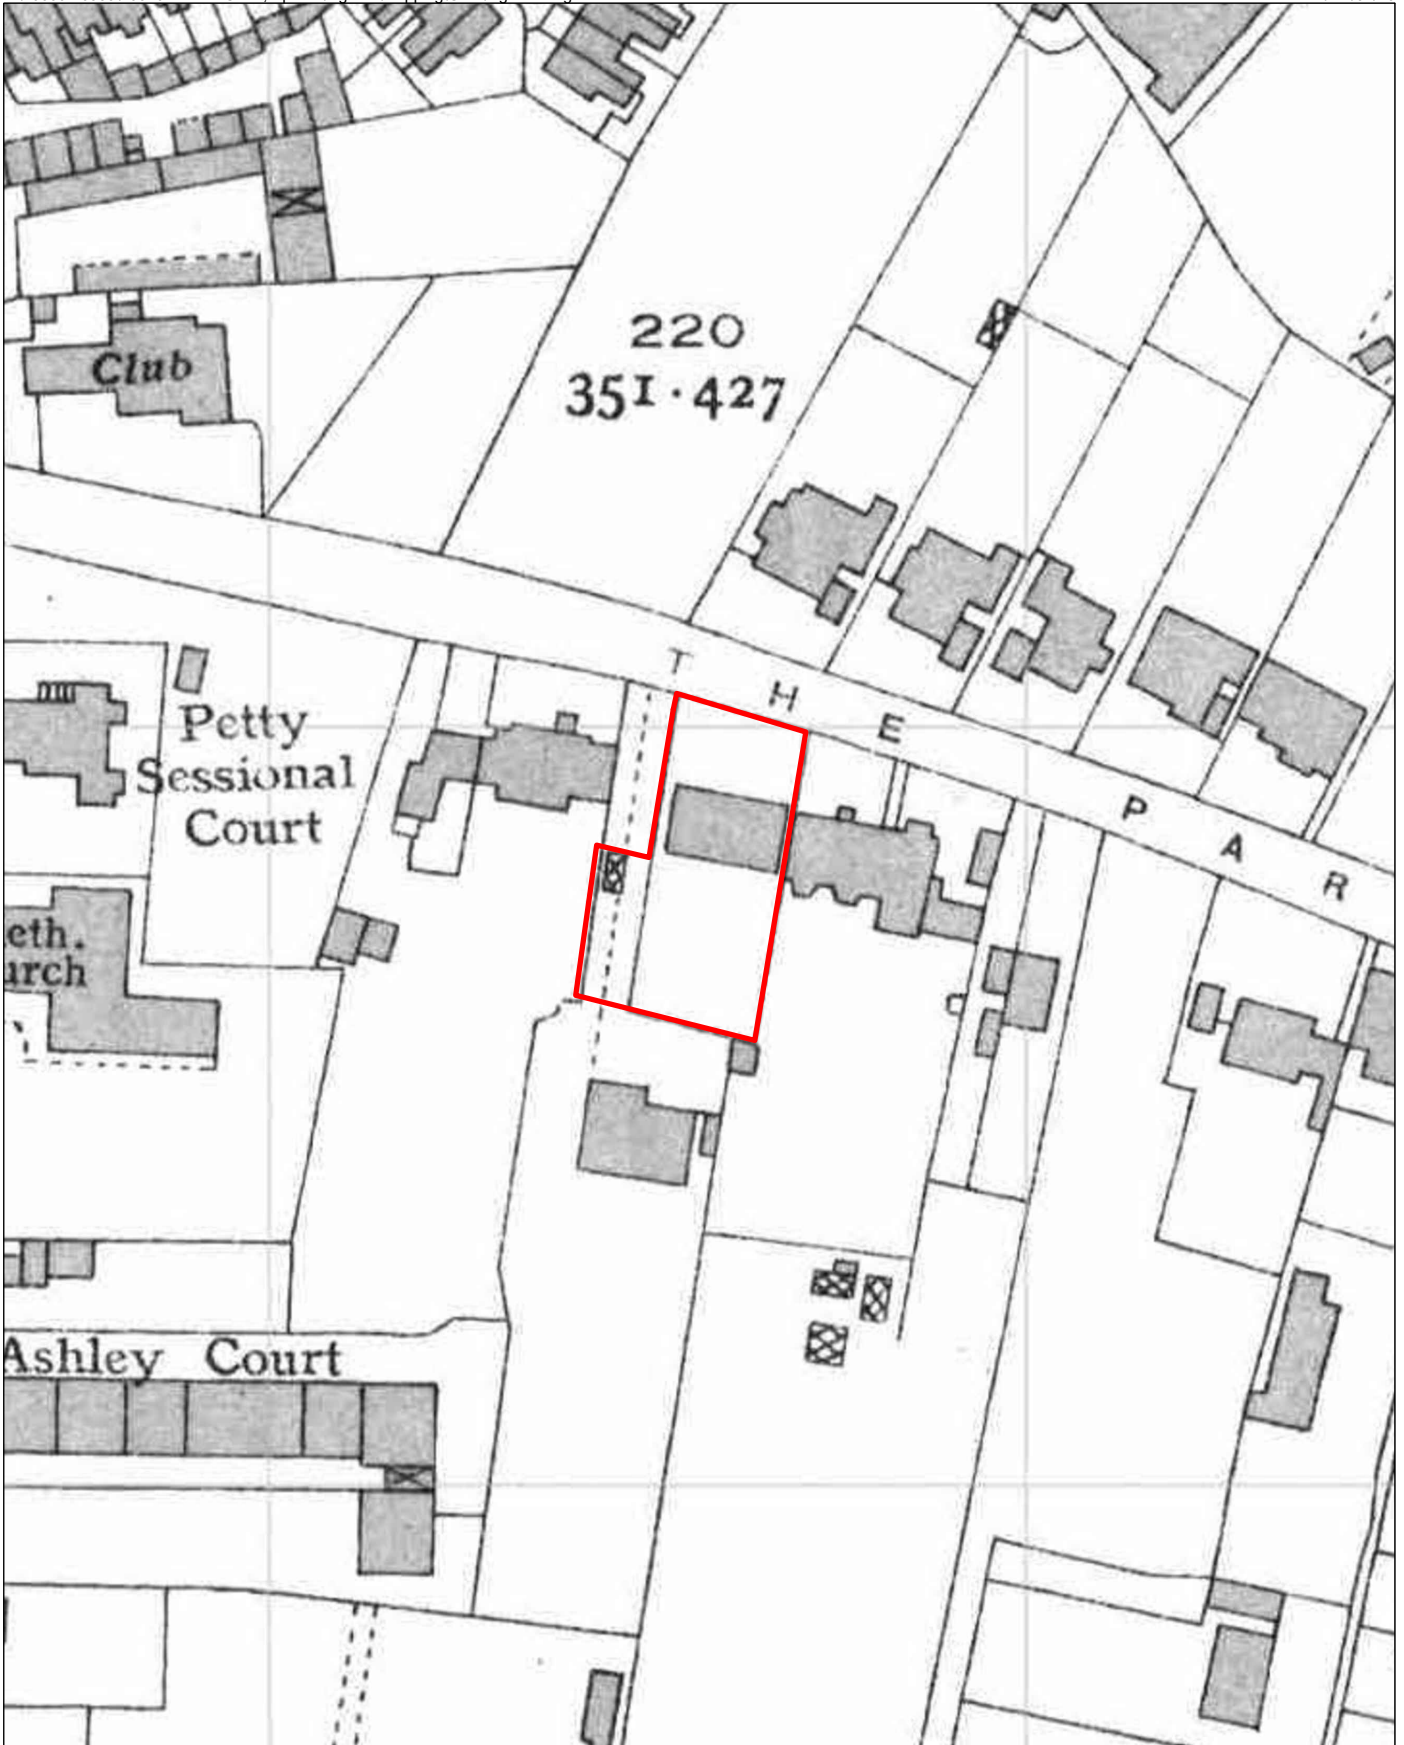 220
351·427
Club
T H E P A R
Petty
Sessional
Court
eth.
urch
Ashley Court